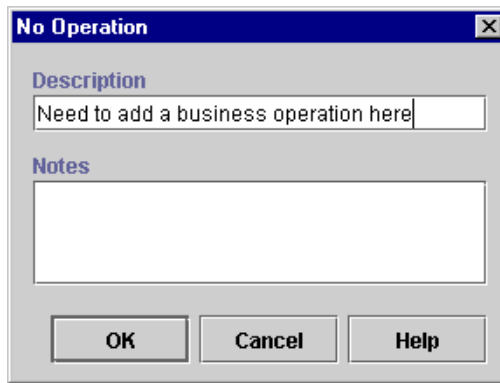 No Operation
Description
Need to add a business operation here
Notes
OK Cancel Help